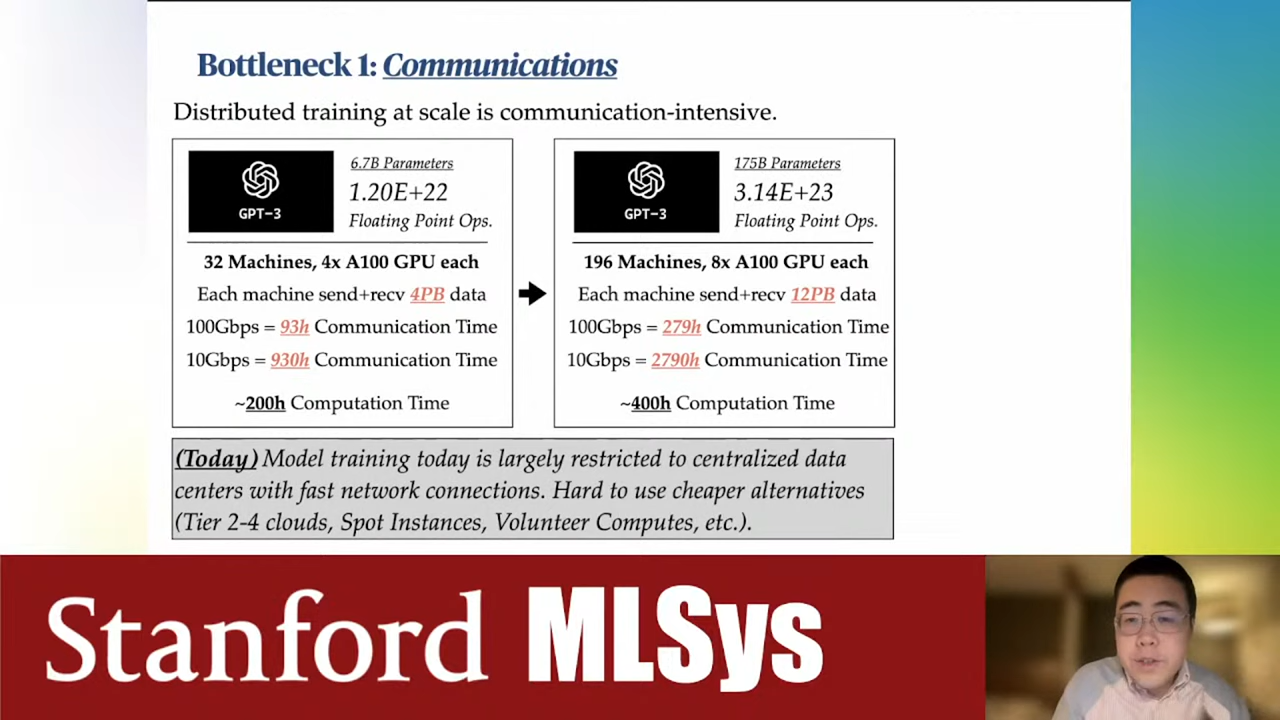 Bottleneck 1: Communications
Distributed training at scale is communication-intensive.
GPT-3
6.7B Parameters
1.20E+22
Floating Point Ops.
32 Machines, 4x A100 GPU each
Each machine send+recv 4PB data
100Gbps = 93h Communication Time
10Gbps = 930h Communication Time
~200h Computation Time
GPT-3
175B Parameters
3.14E+23
Floating Point Ops.
196 Machines, 8x A100 GPU each
Each machine send+recv 12PB data
100Gbps = 279h Communication Time
10Gbps = 2790h Communication Time
~400h Computation Time
(Today) Model training today is largely restricted to centralized data
centers with fast network connections. Hard to use cheaper alternatives
(Tier 2-4 clouds, Spot Instances, Volunteer Computes, etc.).
Stanford MLSys